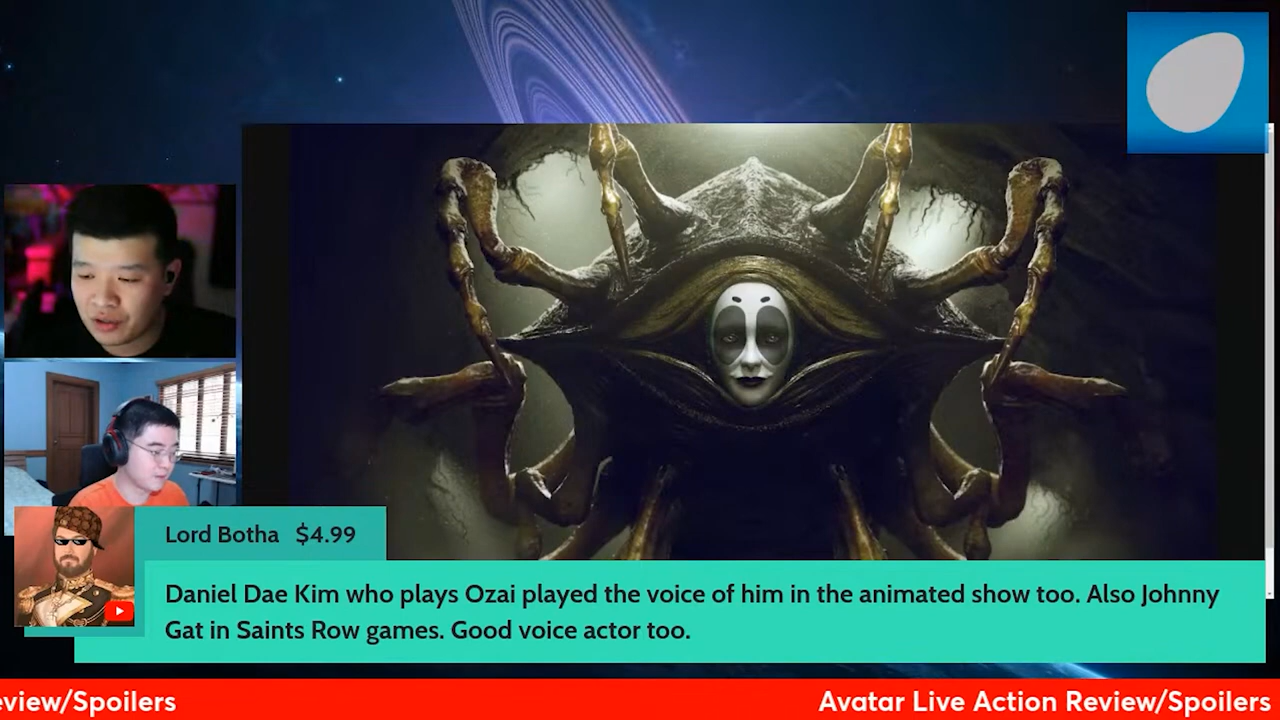 Lord Botha $4.99
Daniel Dae Kim who plays Ozai played the voice of him in the animated show too. Also Johnny
Gat in Saints Row games. Good voice actor too.
eview/Spoilers
Avatar Live Action Review/Spoilers